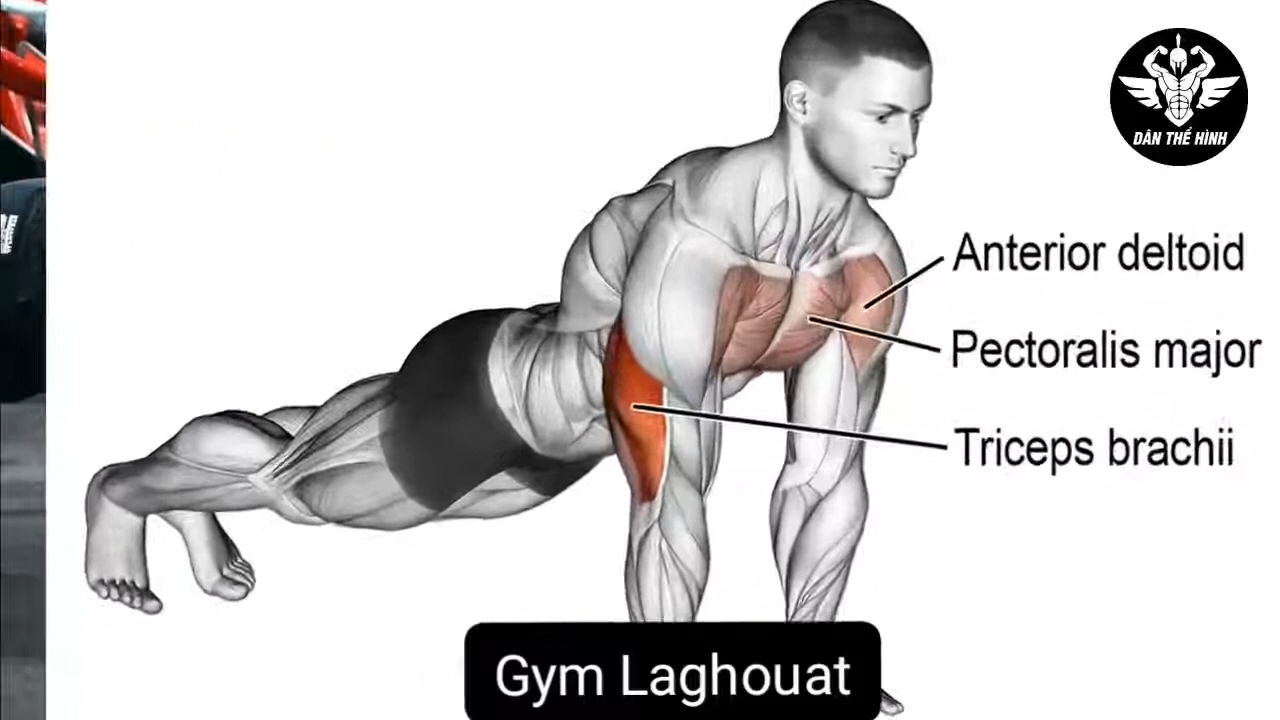 DÂN THỂ HÌNH
Anterior deltoid
Pectoralis major
Triceps brachii
Gym Laghouat